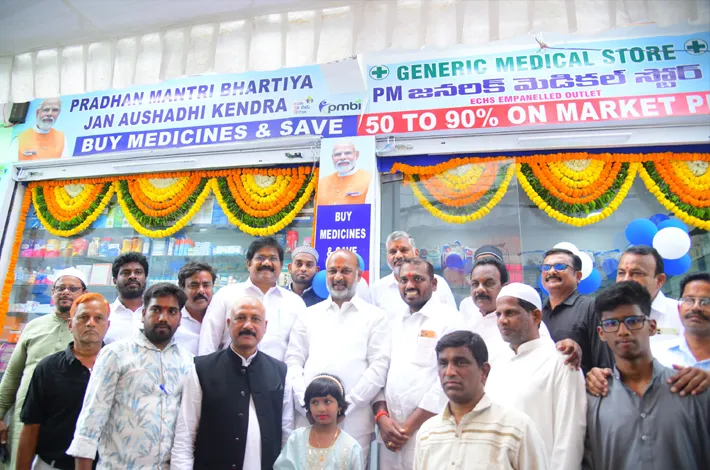 PRADHAN MANTRI BHARTIYA
JAN AUSHADHI KENDRA
pmbi
BUY MEDICINES & SAVE
GENERIC MEDICAL STORE
PM జనరిక్ మెడికల్ స్టోర్
ECHS EMPANELLED OUTLET
50 TO 90% ON MARKET P
BUY
MEDICINES
& SAVE